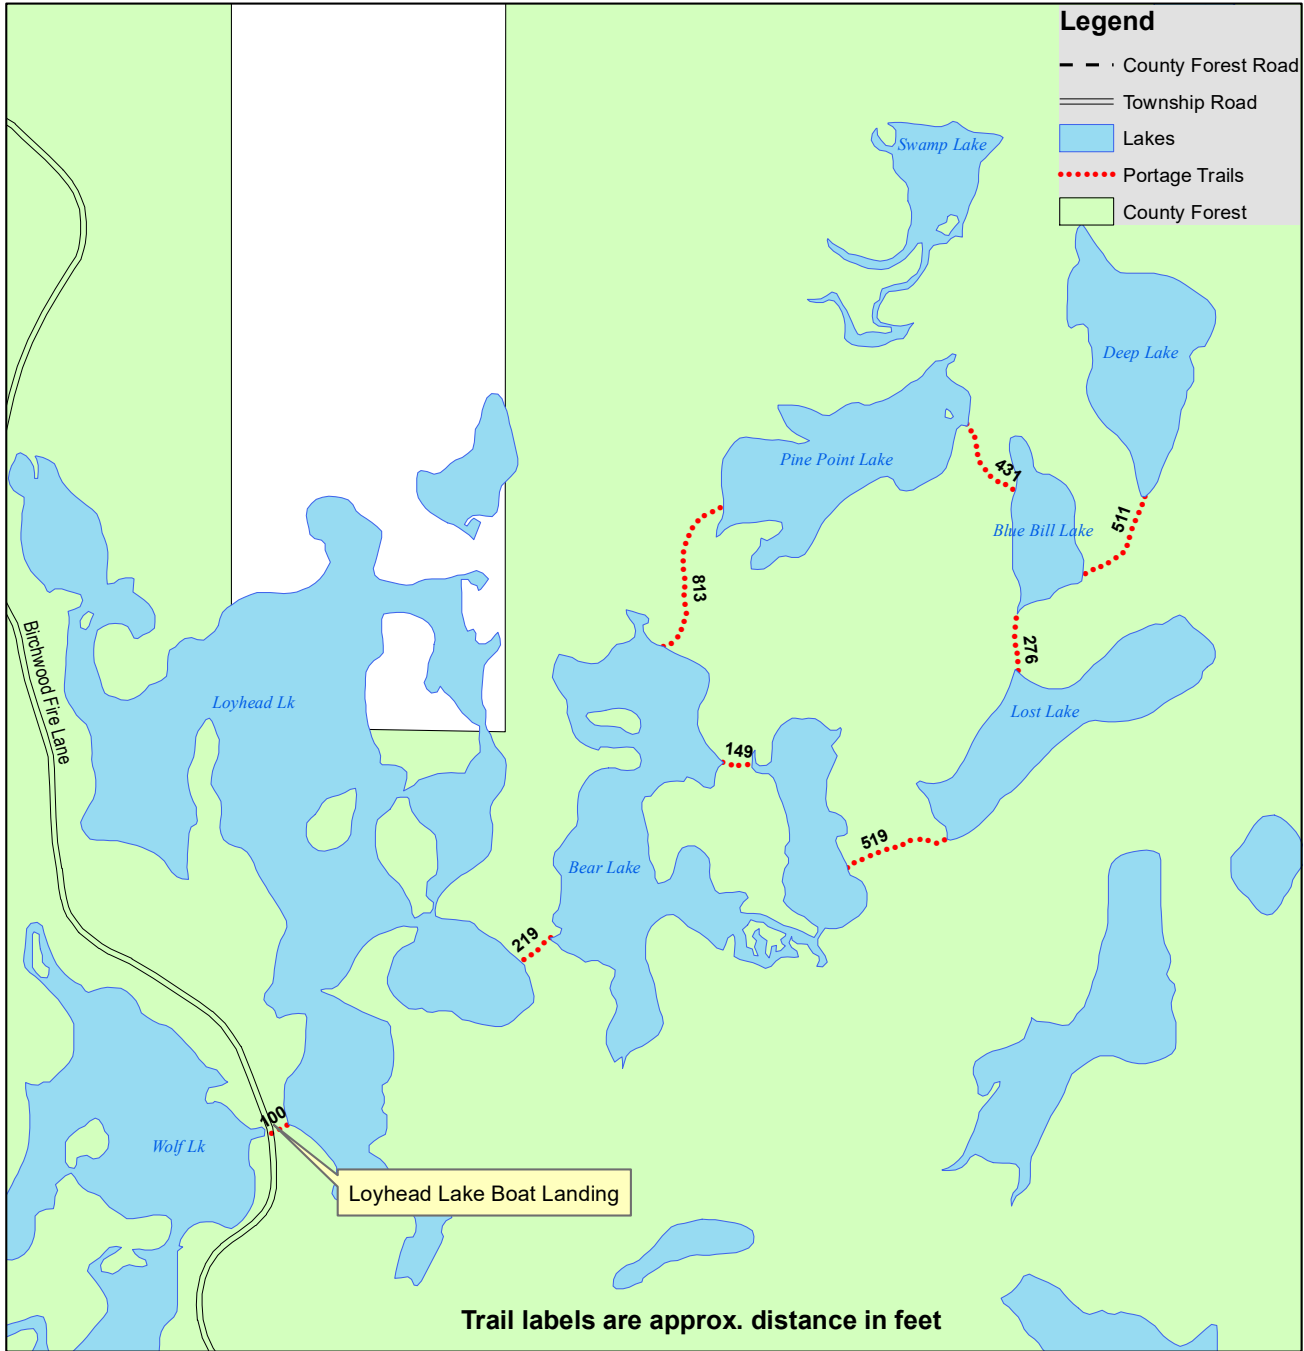 Legend
County Forest Road
Township Road
Lakes
Portage Trails
County Forest
Swamp Lake
Deep Lake
Pine Point Lake
431
511
Blue Bill Lake
813
276
Birchwood Fire Lane
Loyhead Lk
Lost Lake
149
519
Bear Lake
219
100
Wolf Lk
Loyhead Lake Boat Landing
Trail labels are approx. distance in feet